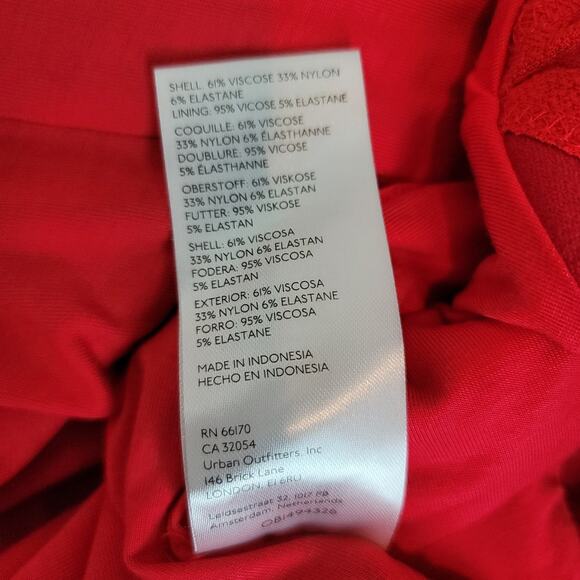 SHELL: 61% VISCOSE 33% NYLON
6% ELASTANE
LINING: 95% VICOSE 5% ELASTANE
COQUILLE: 61% VISCOSE
33% NYLON 6% ÉLASTHANNE
DOUBLURE: 95% VISCOSE
5% ÉLASTHANNE
OBERSTOFF: 61% VISKOSE
33% NYLON 6% ELASTAN
FUTTER: 95% VISKOSE
5% ELASTAN
SHELL: 61% VISCOSA
33% NYLON 6% ELASTAN
FODERA: 95% VISCOSA
5% ELASTAN
EXTERIOR: 61% VISCOSA
33% NYLON 6% ELASTANE
FORRO: 95% VISCOSA
5% ELASTANE
MADE IN INDONESIA
HECHO EN INDONESIA
RN 66170
CA 32054
Urban Outfitters, Inc
146 Brick Lane
LONDON, E1 6RU
Leidsestraat 32, 1017 PB
Amsterdam, Netherlands
OB1494326